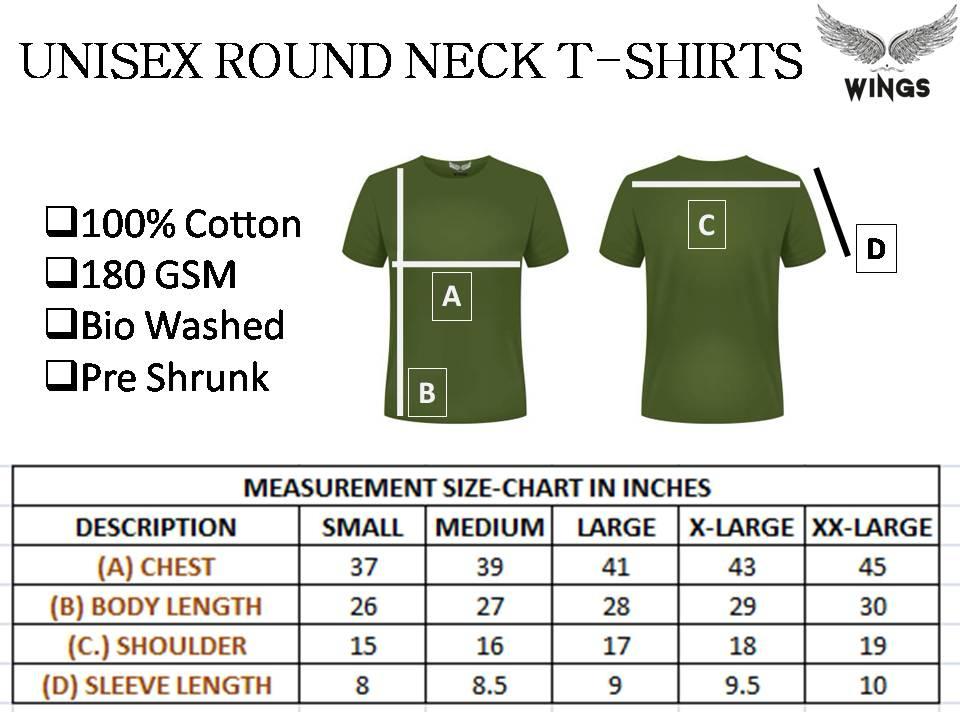 UNISEX ROUND NECK T-SHIRTS
WINGS
❑100% Cotton
❑180 GSM
❑Bio Washed
❑Pre Shrunk
WINGS
A
B
C
D
MEASUREMENT SIZE-CHART IN INCHES
DESCRIPTION SMALL MEDIUM LARGE X-LARGE XX-LARGE
(A) CHEST 37 39 41 43 45
(B) BODY LENGTH 26 27 28 29 30
(C.) SHOULDER 15 16 17 18 19
(D) SLEEVE LENGTH 8 8.5 9 9.5 10